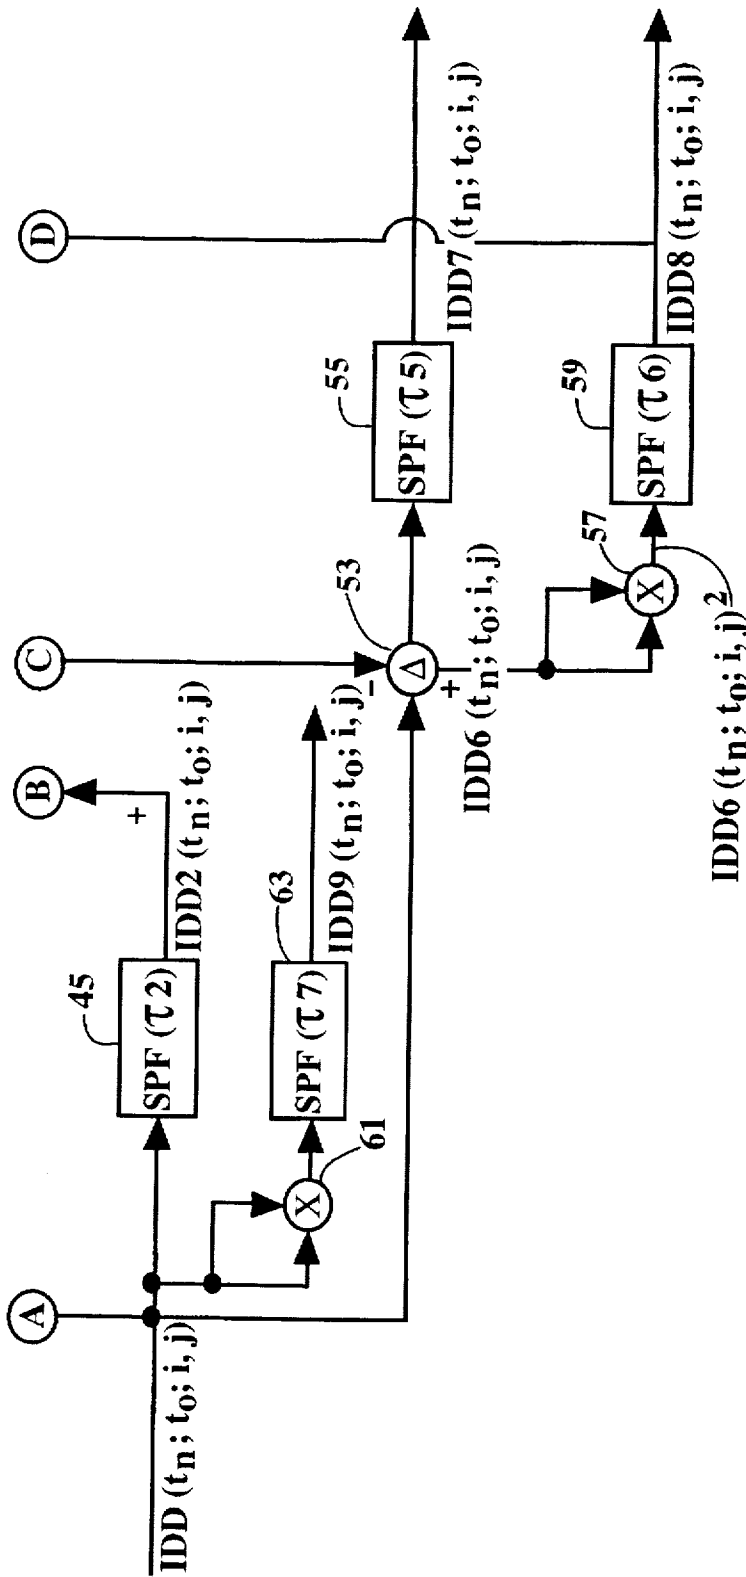 A
B
C
D
IDD (tn; to; i, j)
45
SPF (τ2)
+
IDD2 (tn; to; i, j)
61
X
63
SPF (τ7)
IDD9 (tn; to; i, j)
-
53
Δ
+
55
SPF (τ5)
IDD7 (tn; to; i, j)
IDD6 (tn; to; i, j)
57
X
IDD6 (tn; to; i, j)2
59
SPF (τ6)
IDD8 (tn; to; i, j)